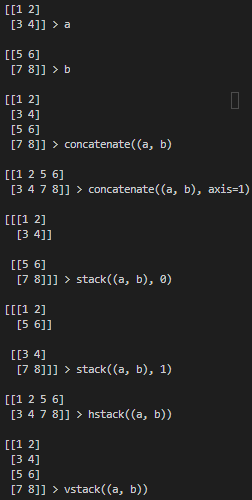 [[1 2]
 [3 4]] > a
[[5 6]
 [7 8]] > b
[[1 2]
 [3 4]
 [5 6]
 [7 8]] > concatenate((a, b)
[[1 2 5 6]
 [3 4 7 8]] > concatenate((a, b), axis=1)
[[[1 2]
  [3 4]]
 [[5 6]
  [7 8]]] > stack((a, b), 0)
[[[1 2]
  [5 6]]
 [[3 4]
  [7 8]]] > stack((a, b), 1)
[[1 2 5 6]
 [3 4 7 8]] > hstack((a, b))
[[1 2]
 [3 4]
 [5 6]
 [7 8]] > vstack((a, b))